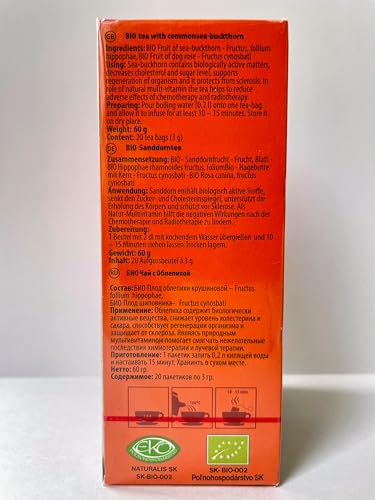 GB BIO tea with commonsea-buckthorn
Ingredients: BIO Fruit of sea-buckthorn - Fructus, follium
hippophae, BIO Fruit of dog rose - Fructus cynosbati
Using: Sea-buckthorn contains biologically active matters,
decreases cholesterol and sugar level, supports
regeneration of organism and it protects from sclerosis. In
role of natural multi-vitamin the tea helps to reduce
adverse effects of chemotherapy and radiotherapy.
Preparing: Pour boiling water (0,2 l) onto one tea-bag
and allow it to infuse for at least 10 – 15 minutes. Store it
on dry place.
Weight: 60 g
Content: 20 tea bags (3 g)
DE BIO Sanddorntee
Zusammensetzung: BIO - Sanddornfrucht - Frucht, Blatt -
BIO Hippophae rhamnoides fructus, foliumBio - Hagebutte
mit Kern - Fructus cynosbati -BIO Rosa canina, fructus
cynosbati
Anwendung: Sanddorn enthält biologisch aktive Stoffe,
senkt den Zucker- und Cholesterinspiegel, unterstützt die
Erholung des Körpers und schützt vor Sklerose. Als
Natur-Multivitamin hilft die negativen Wirkungen nach der
Chemotherapie und Radiotherapie zu lindern.
Zubereitung:
1 Beutel mit 2 dl mit kochendem Wasser übergießen und 10
– 15 Minuten ziehen lassen.Trocken lagern.
Gewicht: 60 g
Inhalt: 20 Aufgussbeutel á 3 g.
RU БИО Чай с Облепихой
Состав: БИО Плод облепихи крушиновой – Fructus,
follium hippophae,
БИО Плод шиповника– Fructus cynosbati
Применение: Облепиха содержит биологически
активные вещества, снижает уровень холестерина и
сахара, способствует регенерации организма и
защищает от склероза. Являясь природным
мультивитамином помогает смягчать нежелательные
последствия химиотерапии и лучевой терапии.
Приготовление: 1 пакетик залить 0,2 л кипящей воды
и настаивать 15 минут. Хранить в сухом месте.
Нетто: 60 гр.
Содержимое: 20 пакетиков по 3 гр.
100°C
10 - 15 min
EKO
NATURALIS SK
SK-BIO-002
SK-BIO-002
Poľnohospodárstvo SK